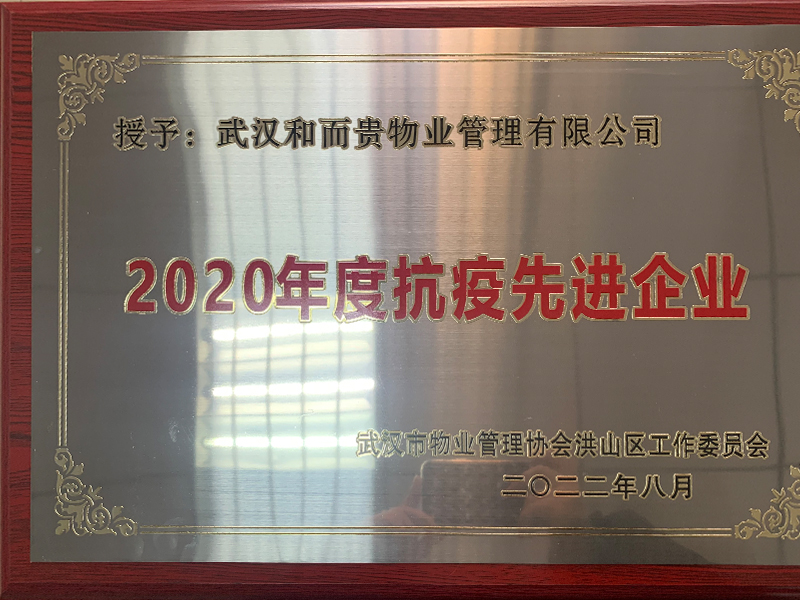 授予：武汉和而贵物业管理有限公司
2020年度抗疫先进企业
武汉市物业管理协会洪山区工作委员会
二〇二二年八月